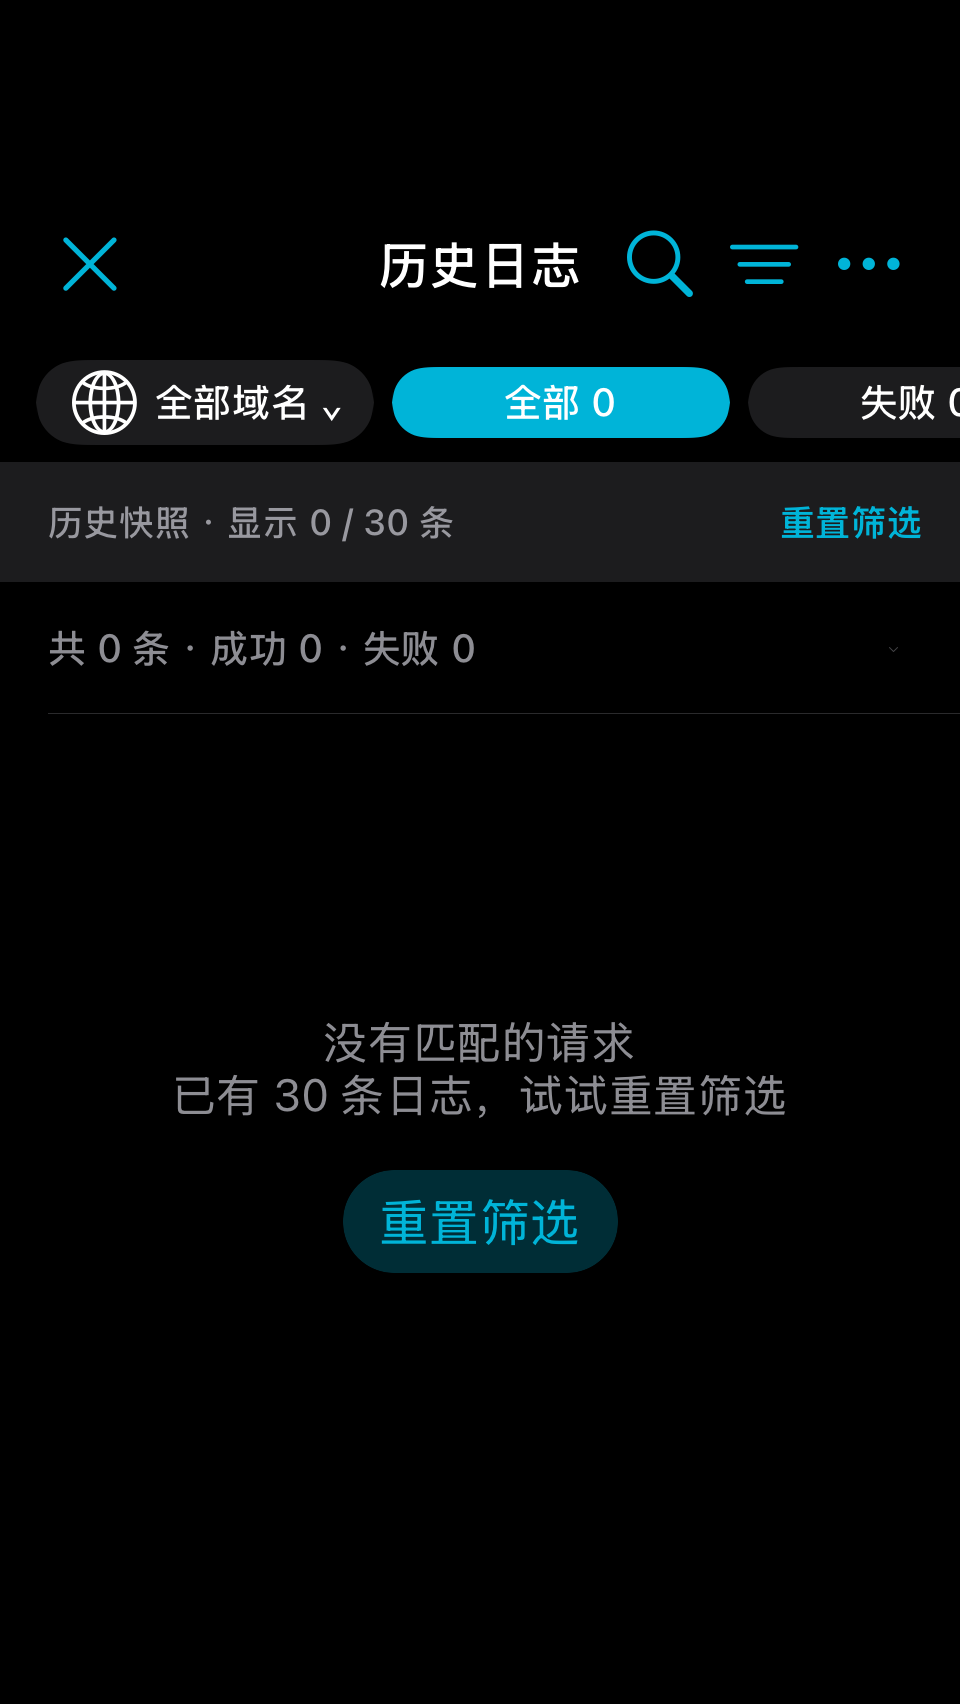 历史日志
全部域名
全部 0
失败 0
历史快照 · 显示 0 / 30 条
重置筛选
共 0 条 · 成功 0 · 失败 0
没有匹配的请求
已有 30 条日志，试试重置筛选
重置筛选